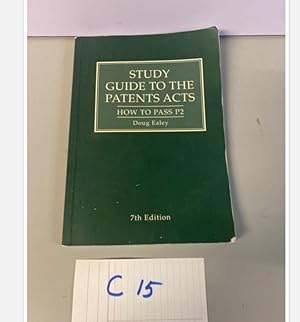 STUDY
GUIDE TO THE
PATENTS ACTS
HOW TO PASS P2
Doug Ealey
7th Edition
C 15